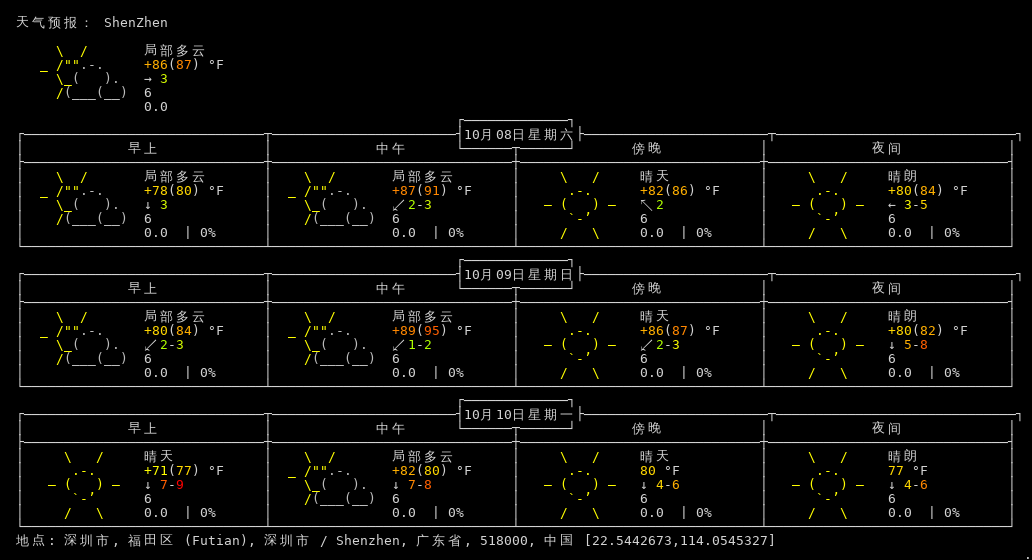 天气预报： ShenZhen
局部多云
+86(87) °F
→ 3
6
0.0
10月08日星期六
早上 中午 傍晚 夜间
局部多云 局部多云 晴天 晴朗
+78(80) °F +87(91) °F +82(86) °F +80(84) °F
↓ 3 ↙ 2-3 ↖ 2 ← 3-5
6 6 6 6
0.0 | 0% 0.0 | 0% 0.0 | 0% 0.0 | 0%
10月09日星期日
早上 中午 傍晚 夜间
局部多云 局部多云 晴天 晴朗
+80(84) °F +89(95) °F +86(87) °F +80(82) °F
↙ 2-3 ↙ 1-2 ↙ 2-3 ↓ 5-8
6 6 6 6
0.0 | 0% 0.0 | 0% 0.0 | 0% 0.0 | 0%
10月10日星期一
早上 中午 傍晚 夜间
晴天 局部多云 晴天 晴朗
+71(77) °F +82(80) °F 80 °F 77 °F
↓ 7-9 ↓ 7-8 ↓ 4-6 ↓ 4-6
6 6 6 6
0.0 | 0% 0.0 | 0% 0.0 | 0% 0.0 | 0%
地点: 深圳市, 福田区 (Futian), 深圳市 / Shenzhen, 广东省, 518000, 中国 [22.5442673,114.0545327]